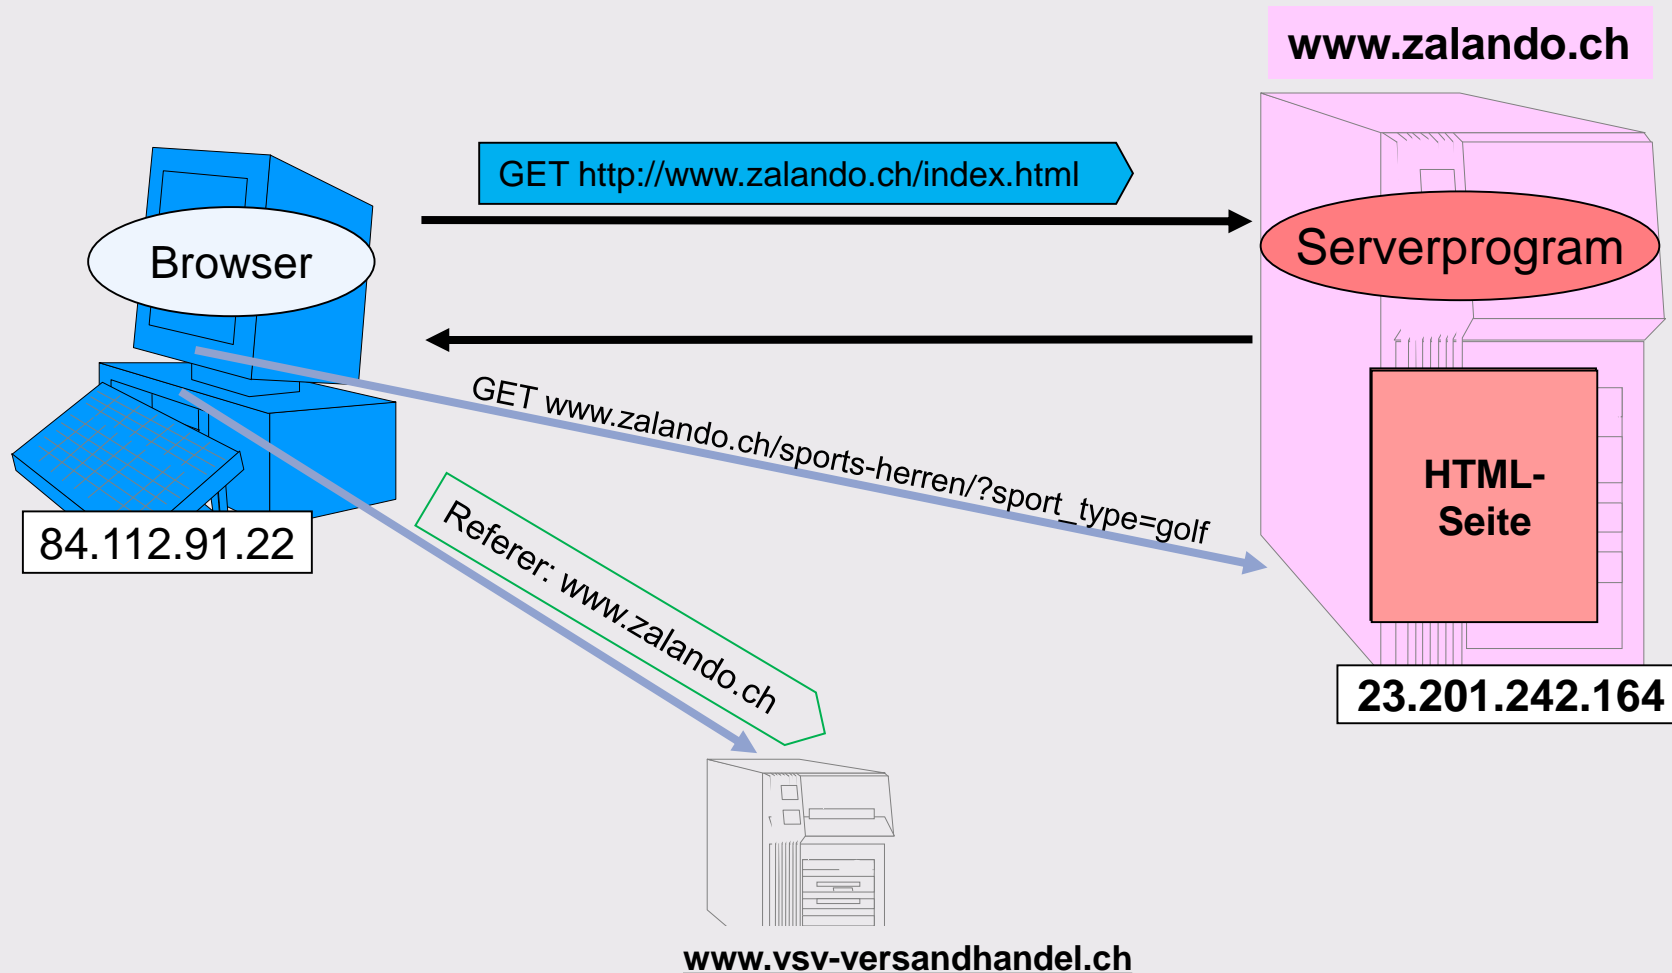 www.zalando.ch
GET http://www.zalando.ch/index.html
Browser
Serverprogram
GET www.zalando.ch/sports-herren/?sport_type=golf
HTML-
Seite
84.112.91.22
Referer: www.zalando.ch
23.201.242.164
www.vsv-versandhandel.ch